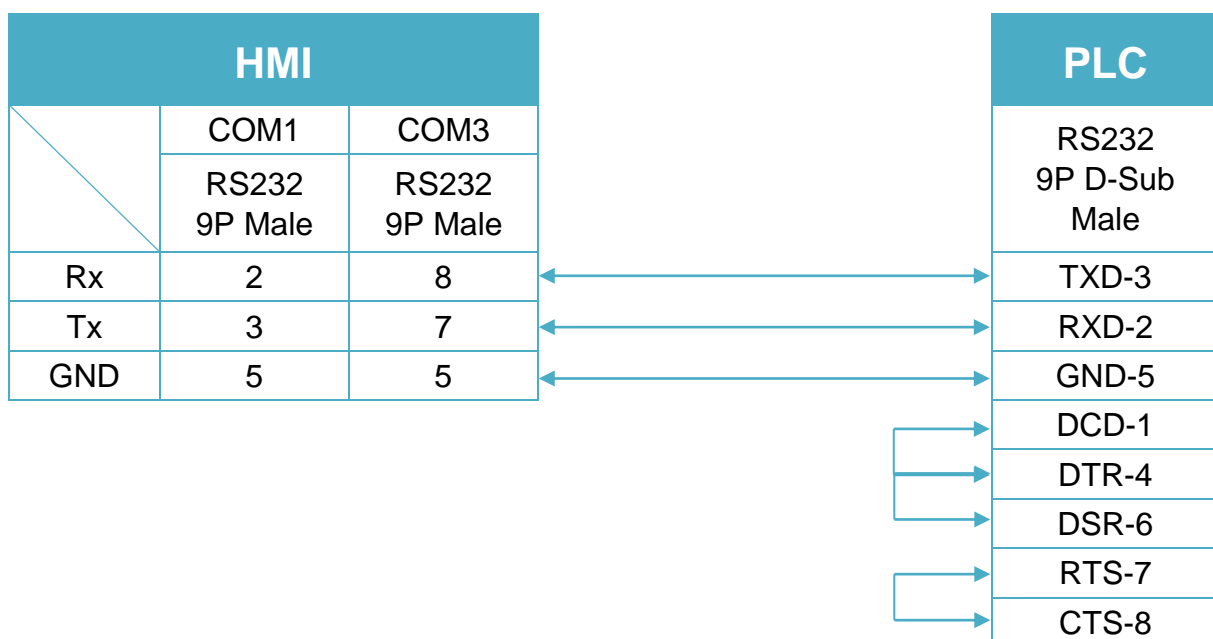 HMI
PLC
COM1
COM3
RS232
9P Male
RS232
9P Male
RS232
9P D-Sub
Male
Rx
2
8
TXD-3
Tx
3
7
RXD-2
GND
5
5
GND-5
DCD-1
DTR-4
DSR-6
RTS-7
CTS-8